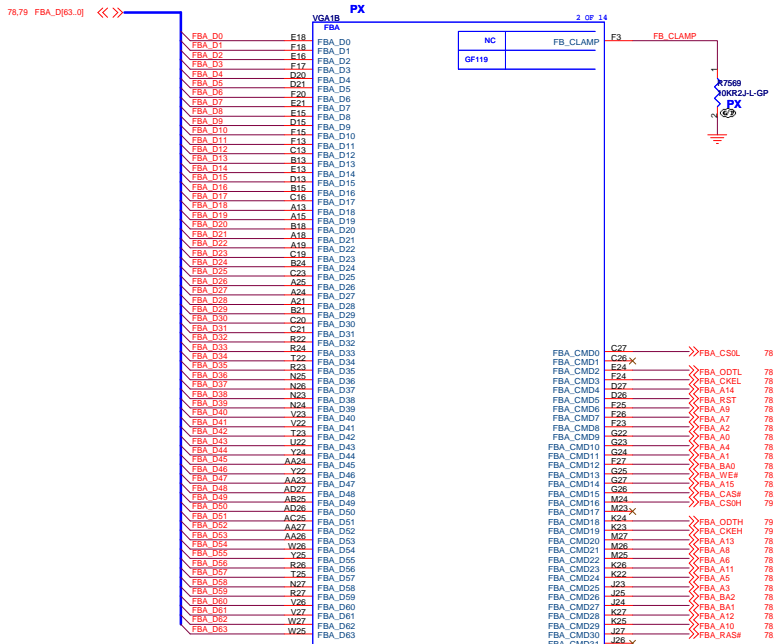 78,79 FBA_D[63..0]
PX
VGA1B
2 OF 14
FBA
FBA_D0 E18 FBA_D0
FBA_D1 F18 FBA_D1
FBA_D2 E16 FBA_D2
FBA_D3 F17 FBA_D3
FBA_D4 D20 FBA_D4
FBA_D5 D21 FBA_D5
FBA_D6 F20 FBA_D6
FBA_D7 E21 FBA_D7
FBA_D8 E15 FBA_D8
FBA_D9 D15 FBA_D9
FBA_D10 F15 FBA_D10
FBA_D11 F13 FBA_D11
FBA_D12 C13 FBA_D12
FBA_D13 B13 FBA_D13
FBA_D14 E13 FBA_D14
FBA_D15 D13 FBA_D15
FBA_D16 B15 FBA_D16
FBA_D17 C16 FBA_D17
FBA_D18 A13 FBA_D18
FBA_D19 A15 FBA_D19
FBA_D20 B18 FBA_D20
FBA_D21 A18 FBA_D21
FBA_D22 A19 FBA_D22
FBA_D23 C19 FBA_D23
FBA_D24 B24 FBA_D24
FBA_D25 C23 FBA_D25
FBA_D26 A25 FBA_D26
FBA_D27 A24 FBA_D27
FBA_D28 A21 FBA_D28
FBA_D29 B21 FBA_D29
FBA_D30 C20 FBA_D30
FBA_D31 C21 FBA_D31
FBA_D32 R22 FBA_D32
FBA_D33 R24 FBA_D33
FBA_D34 T22 FBA_D34
FBA_D35 R23 FBA_D35
FBA_D36 N25 FBA_D36
FBA_D37 N26 FBA_D37
FBA_D38 N23 FBA_D38
FBA_D39 N24 FBA_D39
FBA_D40 V23 FBA_D40
FBA_D41 V22 FBA_D41
FBA_D42 T23 FBA_D42
FBA_D43 U22 FBA_D43
FBA_D44 Y24 FBA_D44
FBA_D45 AA24 FBA_D45
FBA_D46 Y22 FBA_D46
FBA_D47 AA23 FBA_D47
FBA_D48 AD27 FBA_D48
FBA_D49 AB25 FBA_D49
FBA_D50 AD26 FBA_D50
FBA_D51 AC25 FBA_D51
FBA_D52 AA27 FBA_D52
FBA_D53 AA26 FBA_D53
FBA_D54 W26 FBA_D54
FBA_D55 Y25 FBA_D55
FBA_D56 R26 FBA_D56
FBA_D57 T25 FBA_D57
FBA_D58 N27 FBA_D58
FBA_D59 R27 FBA_D59
FBA_D60 V26 FBA_D60
FBA_D61 V27 FBA_D61
FBA_D62 W27 FBA_D62
FBA_D63 W25 FBA_D63
NC
GF119
FB_CLAMP F3 FB_CLAMP
1
R7569
10KR2J-L-GP
PX
2
FBA_CMD0 C27 FBA_CS0L 78
FBA_CMD1 C26
FBA_CMD2 E24 FBA_ODTL 78
FBA_CMD3 F24 FBA_CKEL 78
FBA_CMD4 D27 FBA_A14 78
FBA_CMD5 D26 FBA_RST 78
FBA_CMD6 F25 FBA_A9 78
FBA_CMD7 F26 FBA_A7 78
FBA_CMD8 F23 FBA_A2 78
FBA_CMD9 G22 FBA_A0 78
FBA_CMD10 G23 FBA_A4 78
FBA_CMD11 G24 FBA_A1 78
FBA_CMD12 F27 FBA_BA0 78
FBA_CMD13 G25 FBA_WE# 78
FBA_CMD14 G27 FBA_A15 78
FBA_CMD15 G26 FBA_CAS# 78
FBA_CMD16 M24 FBA_CS0H 78
FBA_CMD17 M23
FBA_CMD18 K24 FBA_ODTH 79
FBA_CMD19 K23 FBA_CKEH 79
FBA_CMD20 M27 FBA_A13 78
FBA_CMD21 M26 FBA_A8 78
FBA_CMD22 M25 FBA_A6 78
FBA_CMD23 K26 FBA_A11 78
FBA_CMD24 K22 FBA_A5 78
FBA_CMD25 J23 FBA_A3 78
FBA_CMD26 J25 FBA_BA2 78
FBA_CMD27 J24 FBA_BA1 78
FBA_CMD28 K27 FBA_A12 78
FBA_CMD29 K25 FBA_A10 78
FBA_CMD30 J27 FBA_RAS# 78
FBA_CMD31 J26